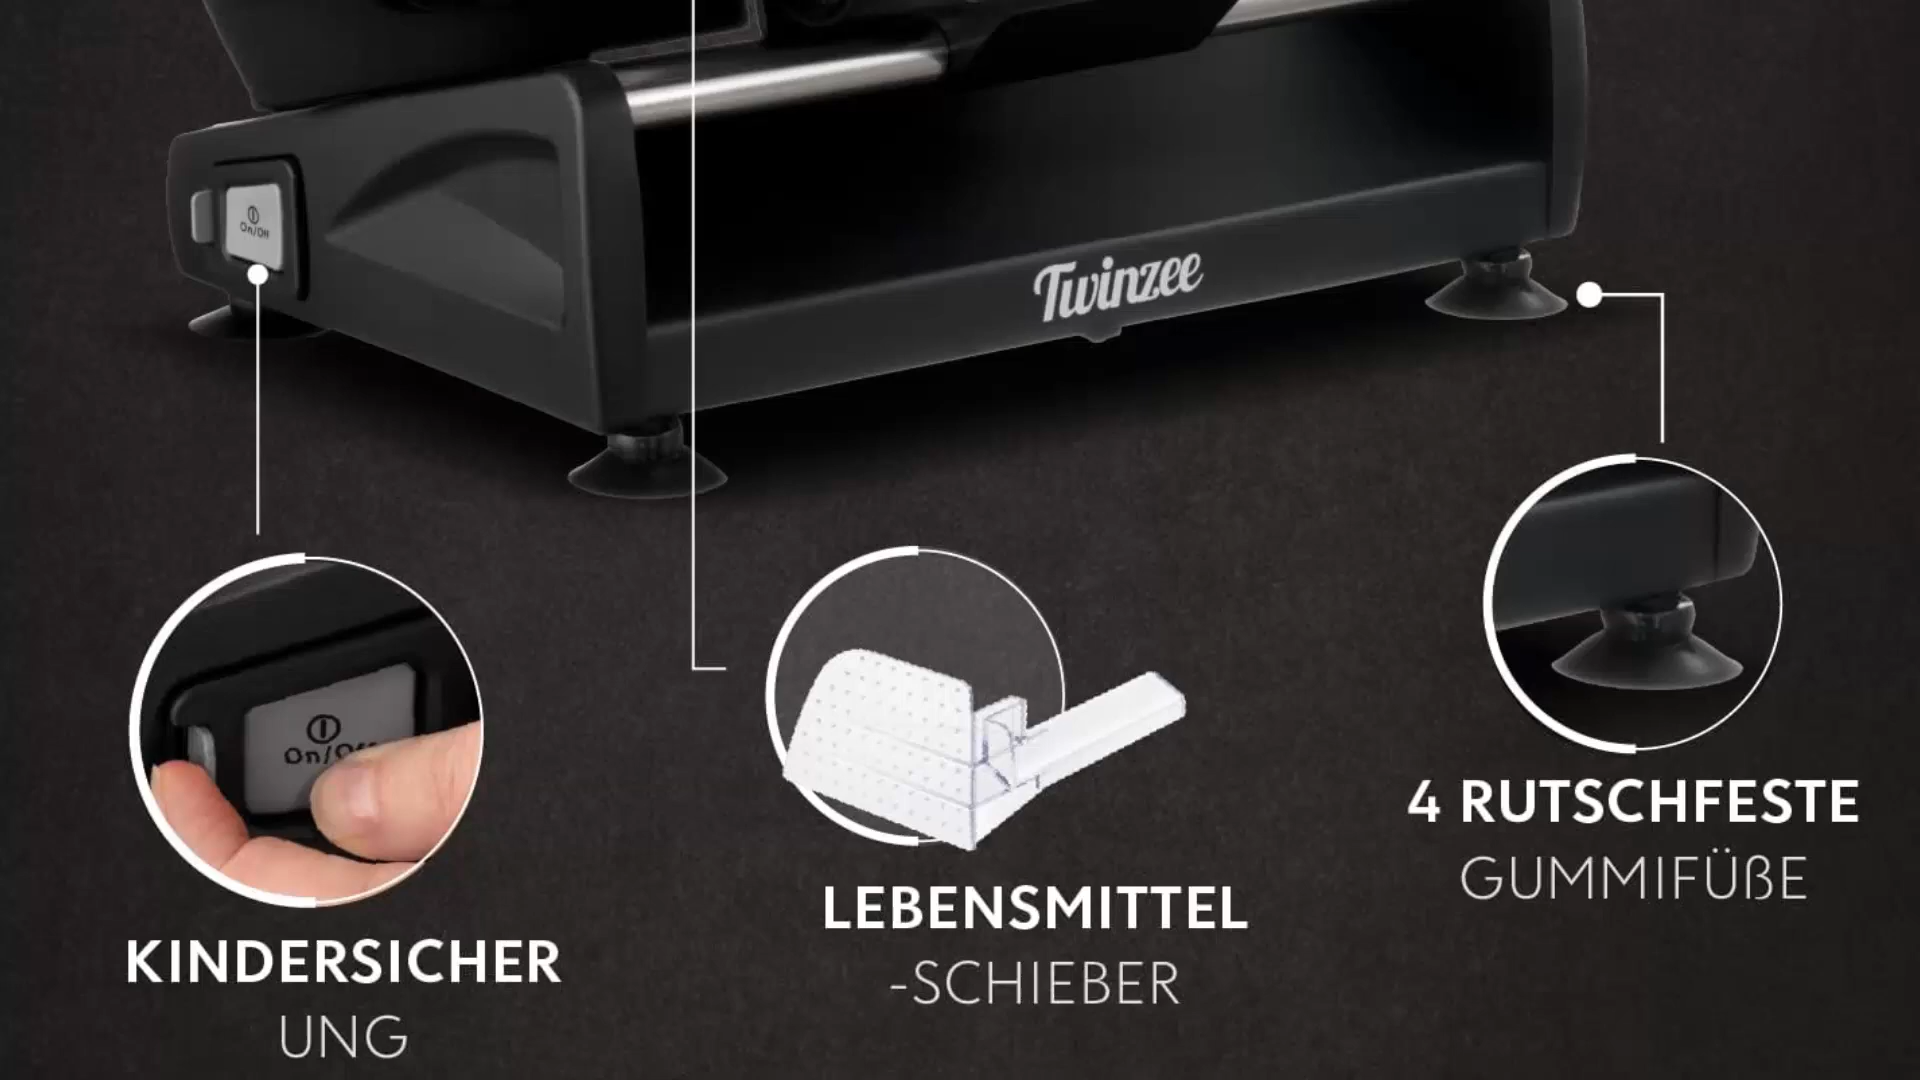 On/Off
Twinzee
On/Off
KINDERSICHER
UNG
LEBENSMITTEL
-SCHIEBER
4 RUTSCHFESTE
GUMMIFÜßE